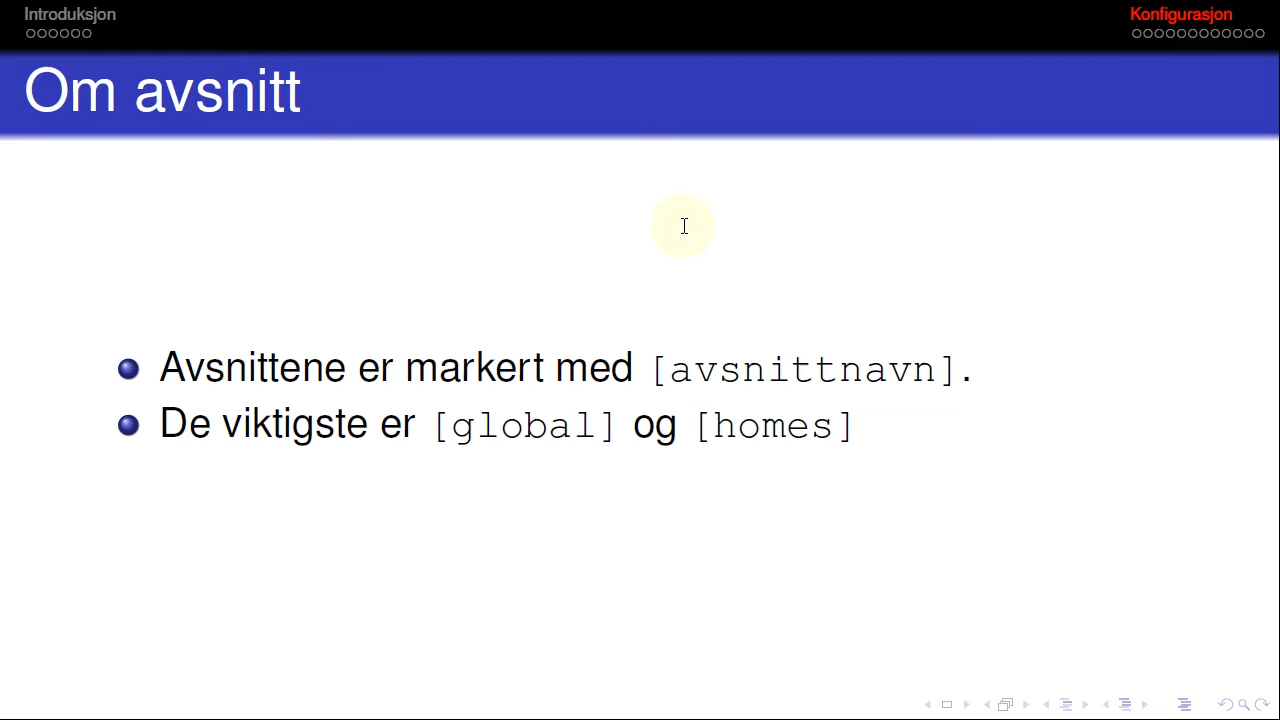 Introduksjon
Konfigurasjon
Om avsnitt
Avsnittene er markert med [avsnittnavn].
De viktigste er [global] og [homes]